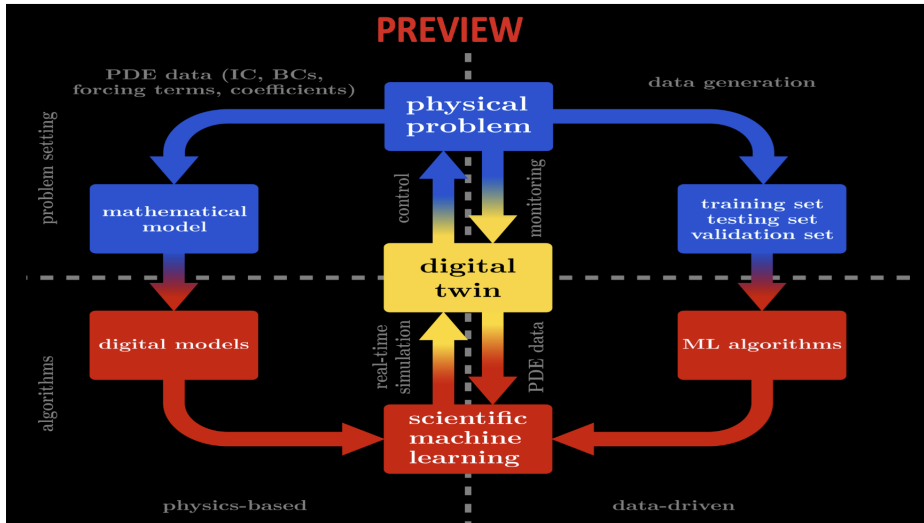 PREVIEW
PDE data (IC, BCs,
forcing terms, coefficients)
data generation
physical
problem
problem setting
control
monitoring
mathematical
model
training set
testing set
validation set
digital
twin
digital models
real-time
simulation
PDE data
ML algorithms
algorithms
scientific
machine
learning
physics-based
data-driven